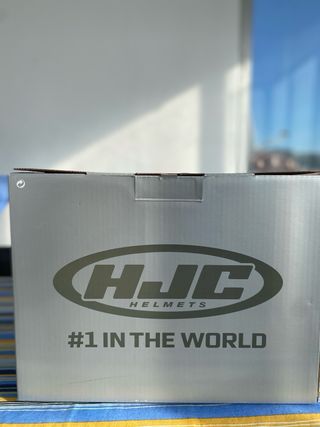 HJC
HELMETS
#1 IN THE WORLD